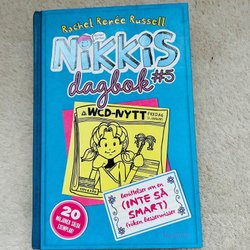 Rachel Renée Russell
NIKKIS
dagbok #5
WCD-NYTT
FREDAG
berättelser om en
(INTE SÅ
SMART)
fröken besserwisser
20
MILJONER SÅLDA
EXEMPLAR!